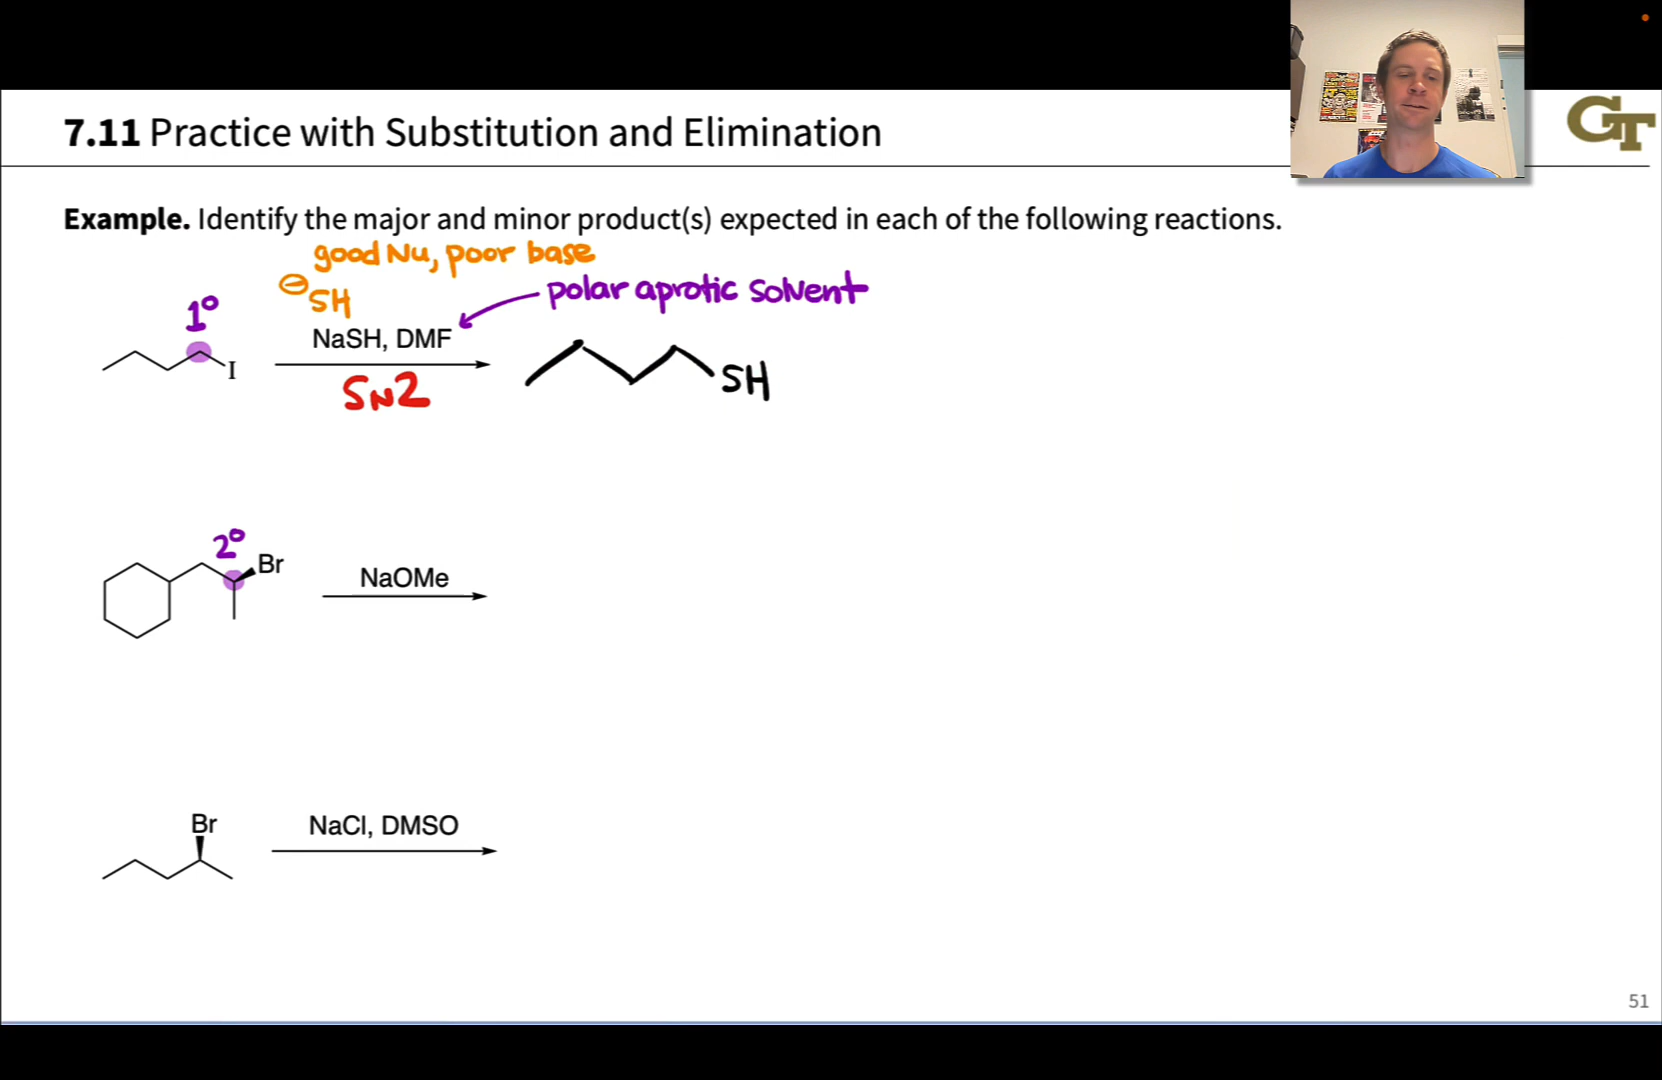 GT
7.11 Practice with Substitution and Elimination
Example. Identify the major and minor product(s) expected in each of the following reactions.
good Nu, poor base
⊖SH
polar aprotic solvent
1°
NaSH, DMF
I
SN2
SH
2°
Br
NaOMe
Br
NaCl, DMSO
51